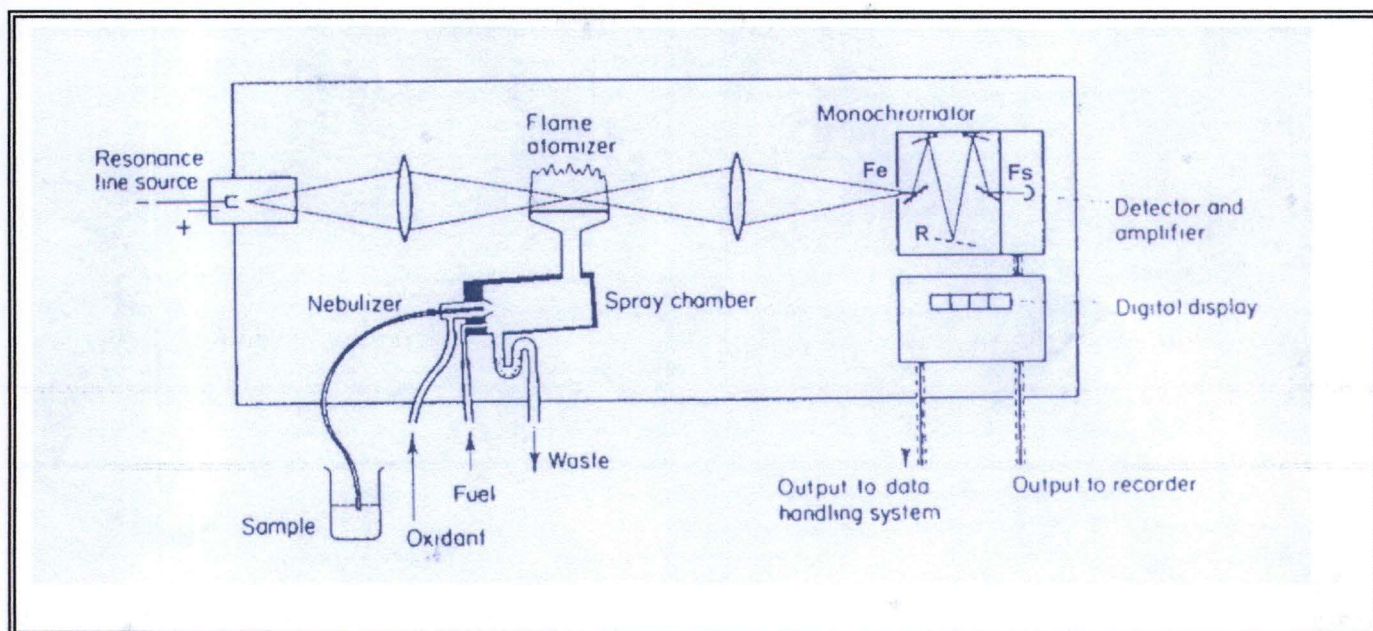 Monochromator
Flame
atomizer
Resonance
line source
+
Fe
Fs
R
Detector and
amplifier
Nebulizer
Spray chamber
Digital display
Waste
Fuel
Sample
Oxidant
Output to data
handling system
Output to recorder